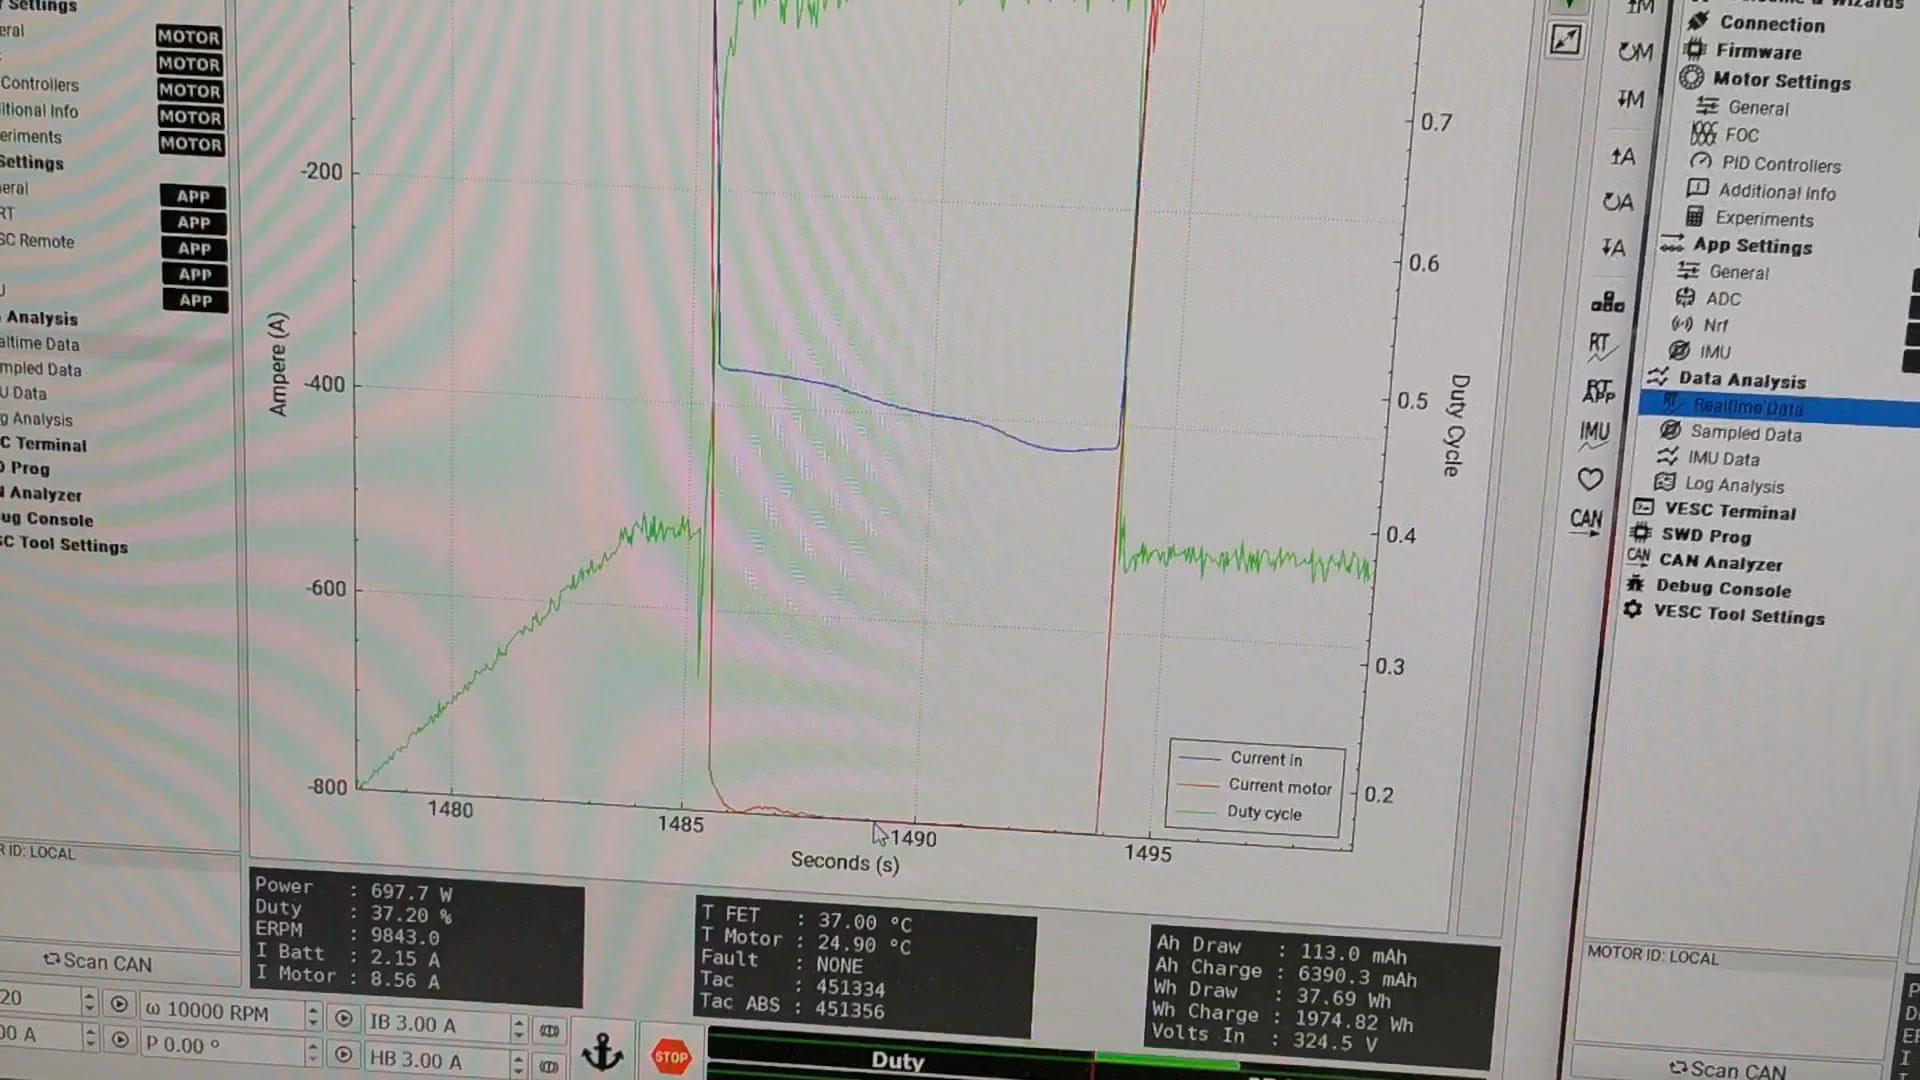 Settings
eral
MOTOR
MOTOR
Controllers
MOTOR
itional Info
MOTOR
eriments
MOTOR
Settings
eral
APP
RT
APP
SC Remote
APP
APP
U
APP
Analysis
altime Data
mpled Data
U Data
g Analysis
C Terminal
D Prog
N Analyzer
ug Console
SC Tool Settings
R ID: LOCAL
Scan CAN
-200
-400
-600
-800
Ampere (A)
1480
1485
1490
1495
Seconds (s)
0.7
0.6
0.5
0.4
0.3
0.2
Duty Cycle
Current in
Current motor
Duty cycle
Power : 697.7 W
Duty : 37.20 %
ERPM : 9843.0
I Batt : 2.15 A
I Motor : 8.56 A
T FET : 37.00 °C
T Motor : 24.90 °C
Fault : NONE
Tac : 451334
Tac ABS : 451356
Ah Draw : 113.0 mAh
Ah Charge : 6390.3 mAh
Wh Draw : 37.69 Wh
Wh Charge : 1974.82 Wh
Volts In : 324.5 V
20
ω 10000 RPM
IB 3.00 A
00 A
P 0.00 °
HB 3.00 A
STOP
Duty
M
M
M
A
A
A
RT
RT
APP
IMU
CAN
Connection
Firmware
Motor Settings
General
FOC
PID Controllers
Additional Info
Experiments
App Settings
General
ADC
Nrf
IMU
Data Analysis
RT Realtime Data
Sampled Data
IMU Data
Log Analysis
VESC Terminal
SWD Prog
CAN CAN Analyzer
Debug Console
VESC Tool Settings
MOTOR ID: LOCAL
Scan CAN